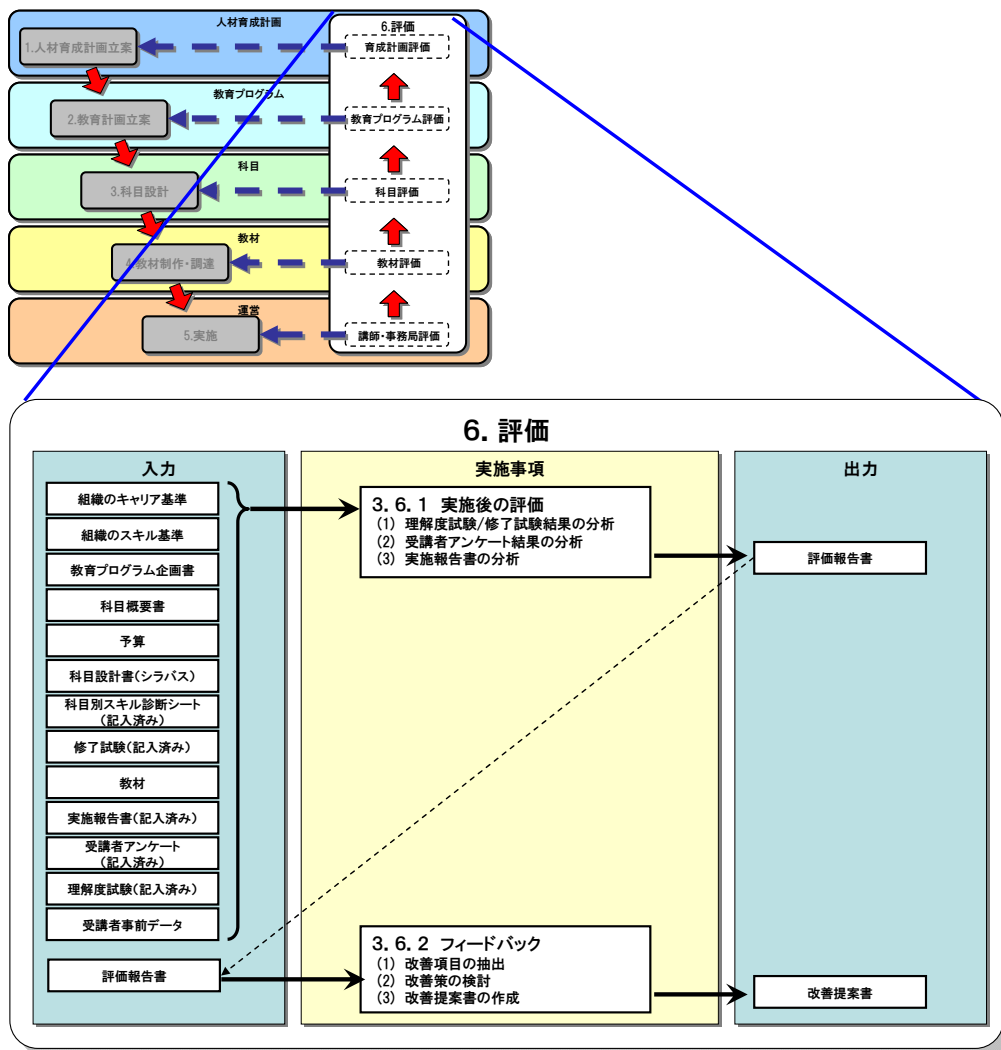 人材育成計画
6.評価
1.人材育成計画立案
育成計画評価
教育プログラム
2.教育計画立案
教育プログラム評価
科目
3.科目設計
科目評価
教材
4.教材制作・調達
教材評価
運営
5.実施
講師・事務局評価
6. 評価
入力
実施事項
出力
組織のキャリア基準
組織のスキル基準
教育プログラム企画書
科目概要書
予算
科目設計書(シラバス)
科目別スキル診断シート
(記入済み)
修了試験(記入済み)
教材
実施報告書(記入済み)
受講者アンケート
(記入済み)
理解度試験(記入済み)
受講者事前データ
評価報告書
3. 6. 1 実施後の評価
(1) 理解度試験/修了試験結果の分析
(2) 受講者アンケート結果の分析
(3) 実施報告書の分析
3. 6. 2 フィードバック
(1) 改善項目の抽出
(2) 改善策の検討
(3) 改善提案書の作成
評価報告書
改善提案書